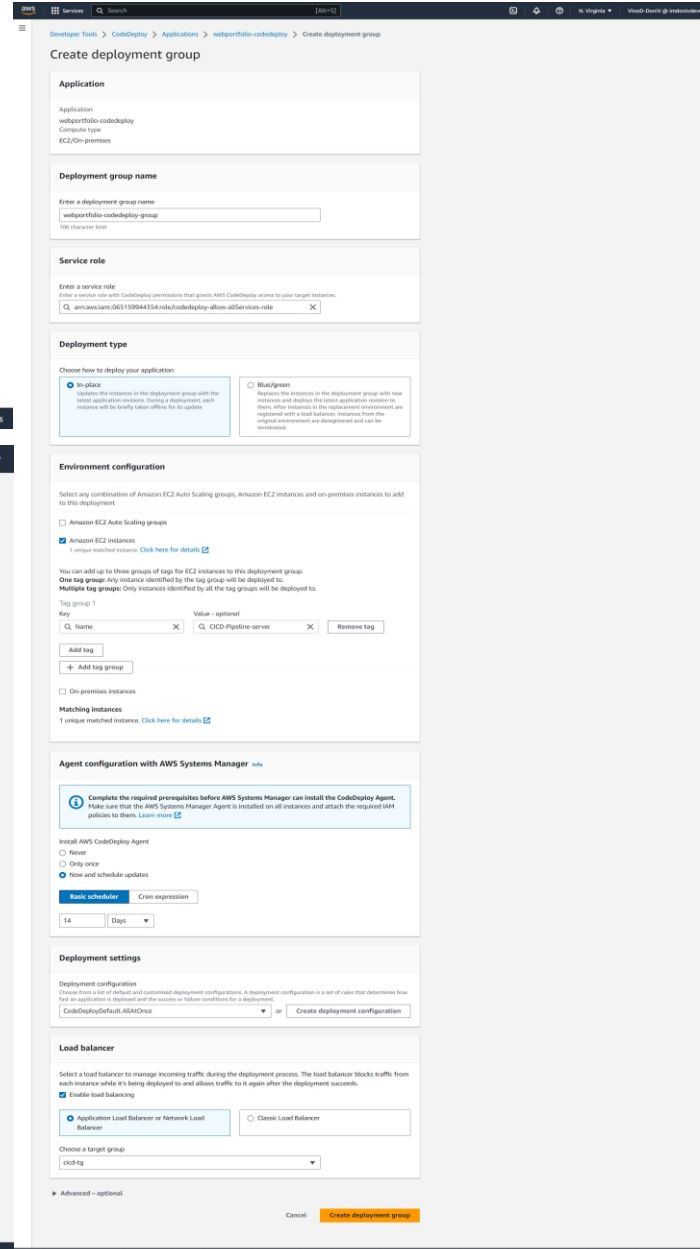 aws Services Search [Alt+S] N. Virginia
Developer Tools > CodeDeploy > Applications > webportfolio-codedeploy > Create deployment group
Create deployment group
Application
Application
webportfolio-codedeploy
Compute type
EC2/On-premises
Deployment group name
Enter a deployment group name
webportfolio-codedeploy-group
100 character limit
Service role
Enter a service role
Enter a service role with CodeDeploy permissions that grants AWS CodeDeploy access to your target instances.
arn:aws:iam::065159944354:role/codedeploy-allow-allServices-role
Deployment type
Choose how to deploy your application
In-place
Updates the instances in the deployment group with the
latest application revisions. During a deployment, each
instance will be briefly taken offline for its update
Blue/green
Replaces the instances in the deployment group with new
instances and deploys the latest application revision to
them. After instances in the replacement environment are
registered with a load balancer, instances from the
original environment are deregistered and can be
terminated.
Environment configuration
Select any combination of Amazon EC2 Auto Scaling groups, Amazon EC2 instances and on-premises instances to add
to this deployment
Amazon EC2 Auto Scaling groups
Amazon EC2 instances
1 unique matched instance. Click here for details
You can add up to three groups of tags for EC2 instances to this deployment group.
One tag group: Any instance identified by the tag group will be deployed to.
Multiple tag groups: Only instances identified by all the tag groups will be deployed to.
Tag group 1
Key Value - optional
Name CICD-Pipeline-server Remove tag
Add tag
+ Add tag group
On-premises instances
Matching instances
1 unique matched instance. Click here for details
Agent configuration with AWS Systems Manager Info
Complete the required prerequisites before AWS Systems Manager can install the CodeDeploy Agent.
Make sure that the AWS Systems Manager Agent is installed on all instances and attach the required IAM
policies to them. Learn more
Install AWS CodeDeploy Agent
Never
Only once
Now and schedule updates
Basic scheduler Cron expression
14 Days
Deployment settings
Deployment configuration
Choose from a list of default and customised deployment configurations. A deployment configuration is a set of rules that determines how
fast an application is deployed and the success or failure conditions for a deployment.
CodeDeployDefault.AllAtOnce or Create deployment configuration
Load balancer
Select a load balancer to manage incoming traffic during the deployment process. The load balancer blocks traffic from
each instance while it's being deployed to and allows traffic to it again after the deployment succeeds.
Enable load balancing
Application Load Balancer or Network Load
Balancer
Classic Load Balancer
Choose a target group
cicd-tg
Advanced - optional
Cancel Create deployment group